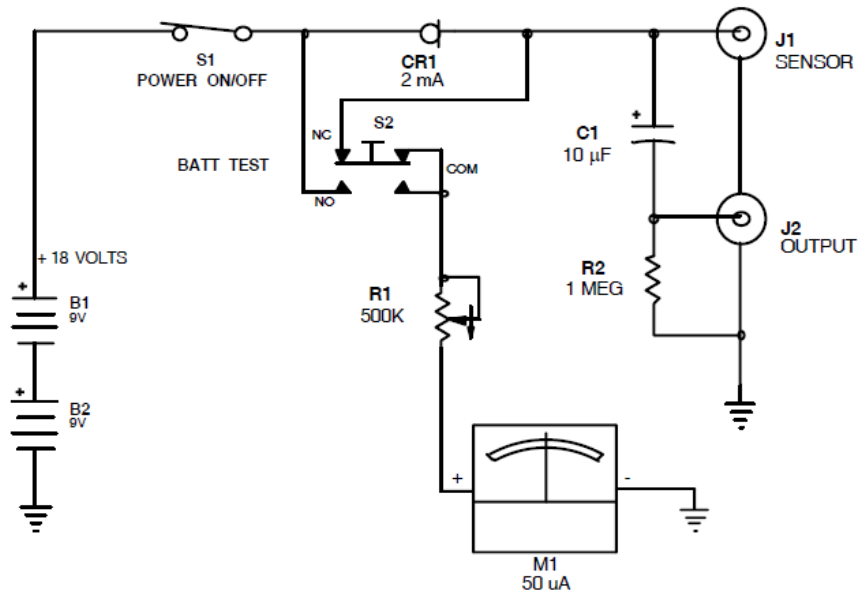 S1
POWER ON/OFF
CR1
2 mA
J1
SENSOR
NC
S2
BATT TEST
COM
NO
+
C1
10 µF
J2
OUTPUT
+ 18 VOLTS
+
B1
9V
R1
500K
R2
1 MEG
+
B2
9V
+
-
M1
50 uA